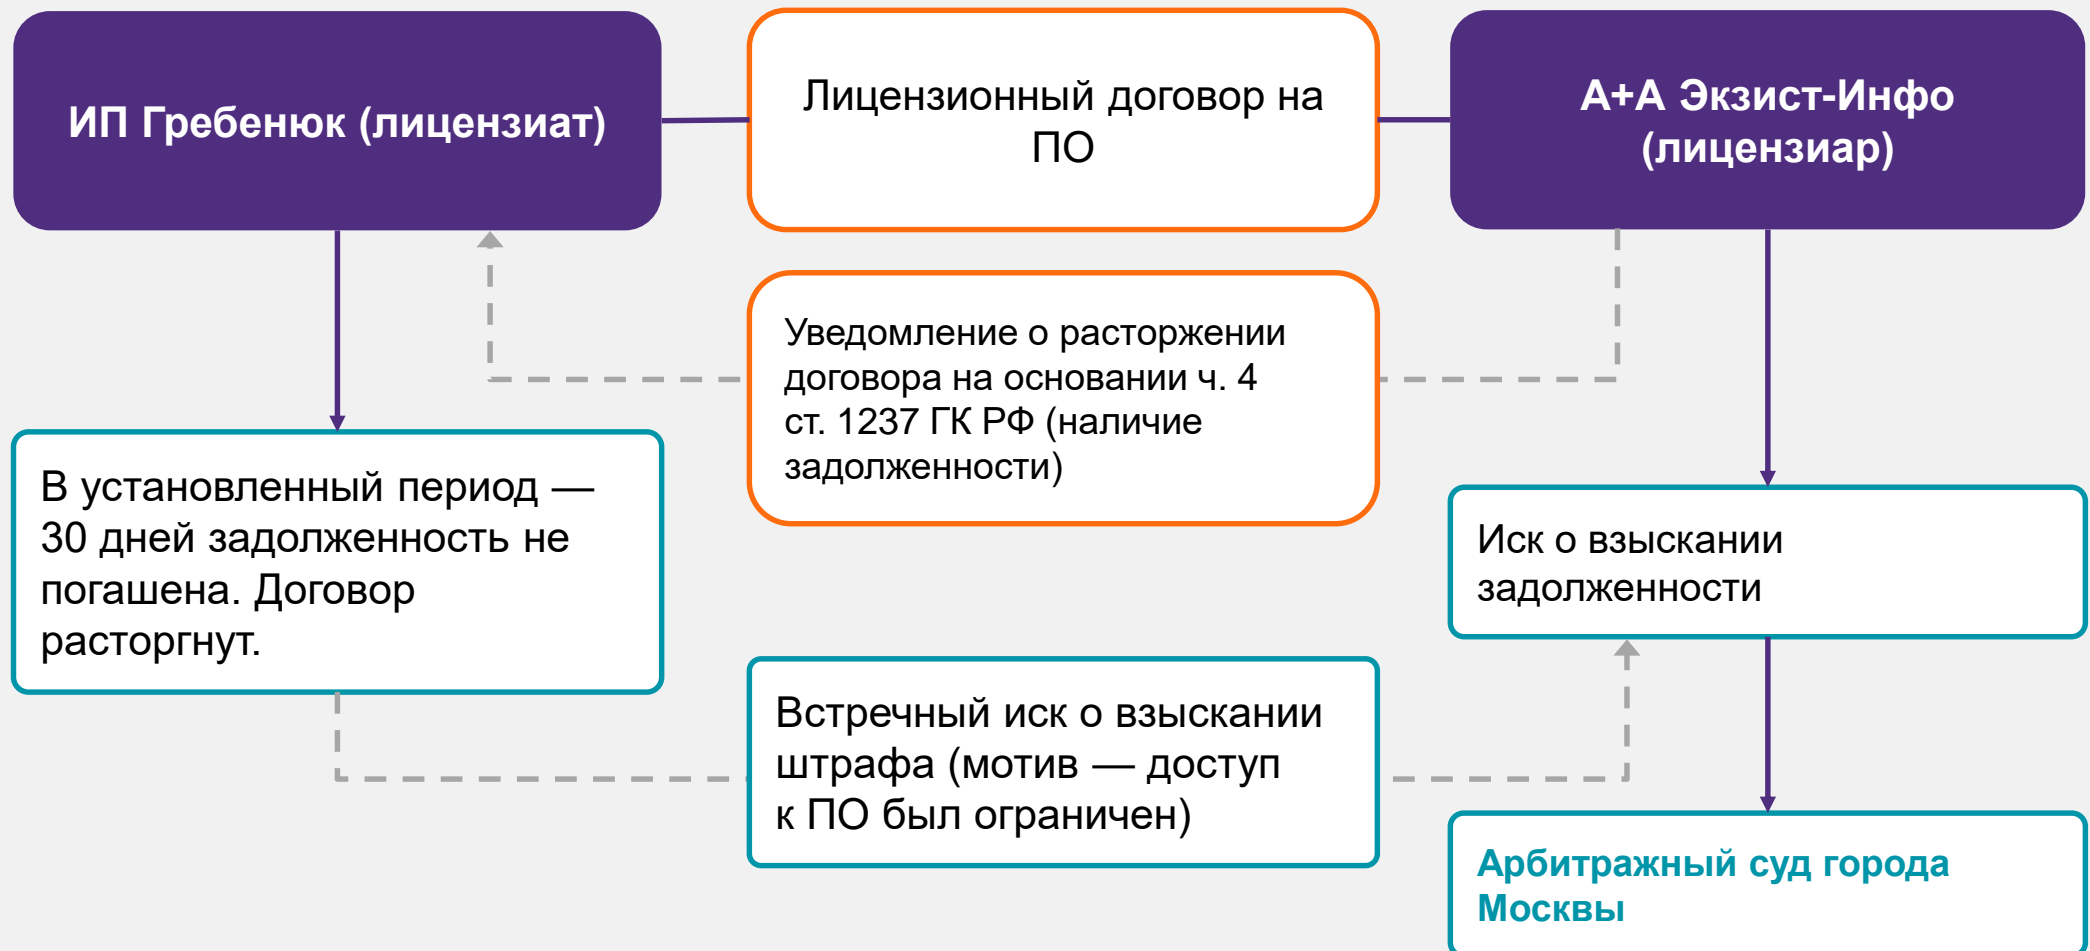 ИП Гребенюк (лицензиат)
Лицензионный договор на
ПО
А+А Экзист-Инфо
(лицензиар)
Уведомление о расторжении
договора на основании ч. 4
ст. 1237 ГК РФ (наличие
задолженности)
В установленный период —
30 дней задолженность не
погашена. Договор
расторгнут.
Иск о взыскании
задолженности
Встречный иск о взыскании
штрафа (мотив — доступ
к ПО был ограничен)
Арбитражный суд города
Москвы